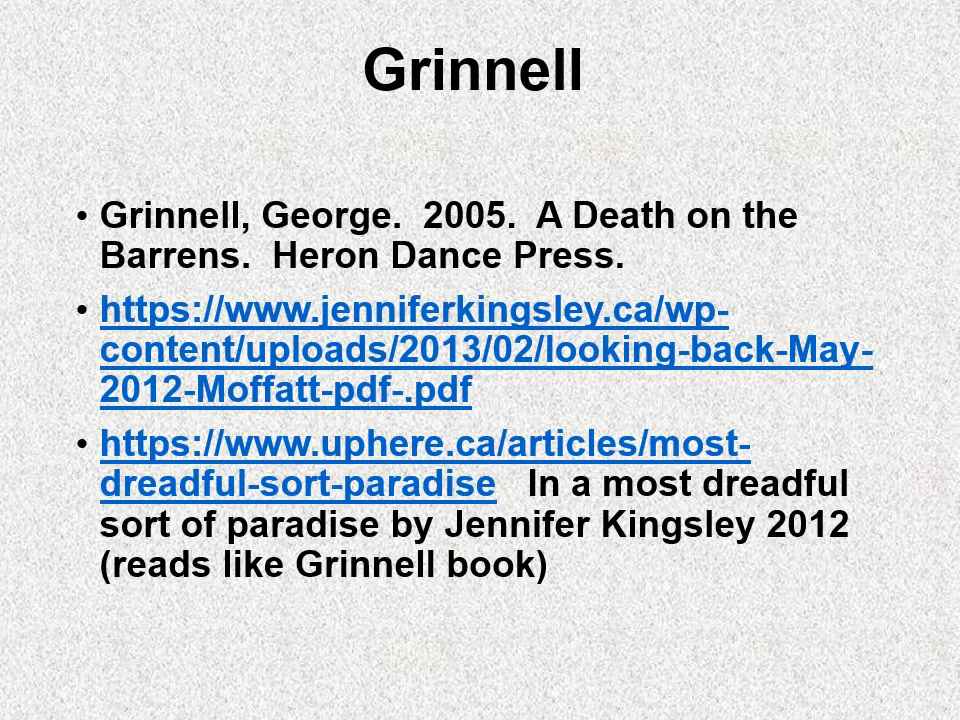 Grinnell
• Grinnell, George.  2005.  A Death on the
Barrens.  Heron Dance Press.
• https://www.jenniferkingsley.ca/wp-
content/uploads/2013/02/looking-back-May-
2012-Moffatt-pdf-.pdf
• https://www.uphere.ca/articles/most-
dreadful-sort-paradise   In a most dreadful
sort of paradise by Jennifer Kingsley 2012
(reads like Grinnell book)